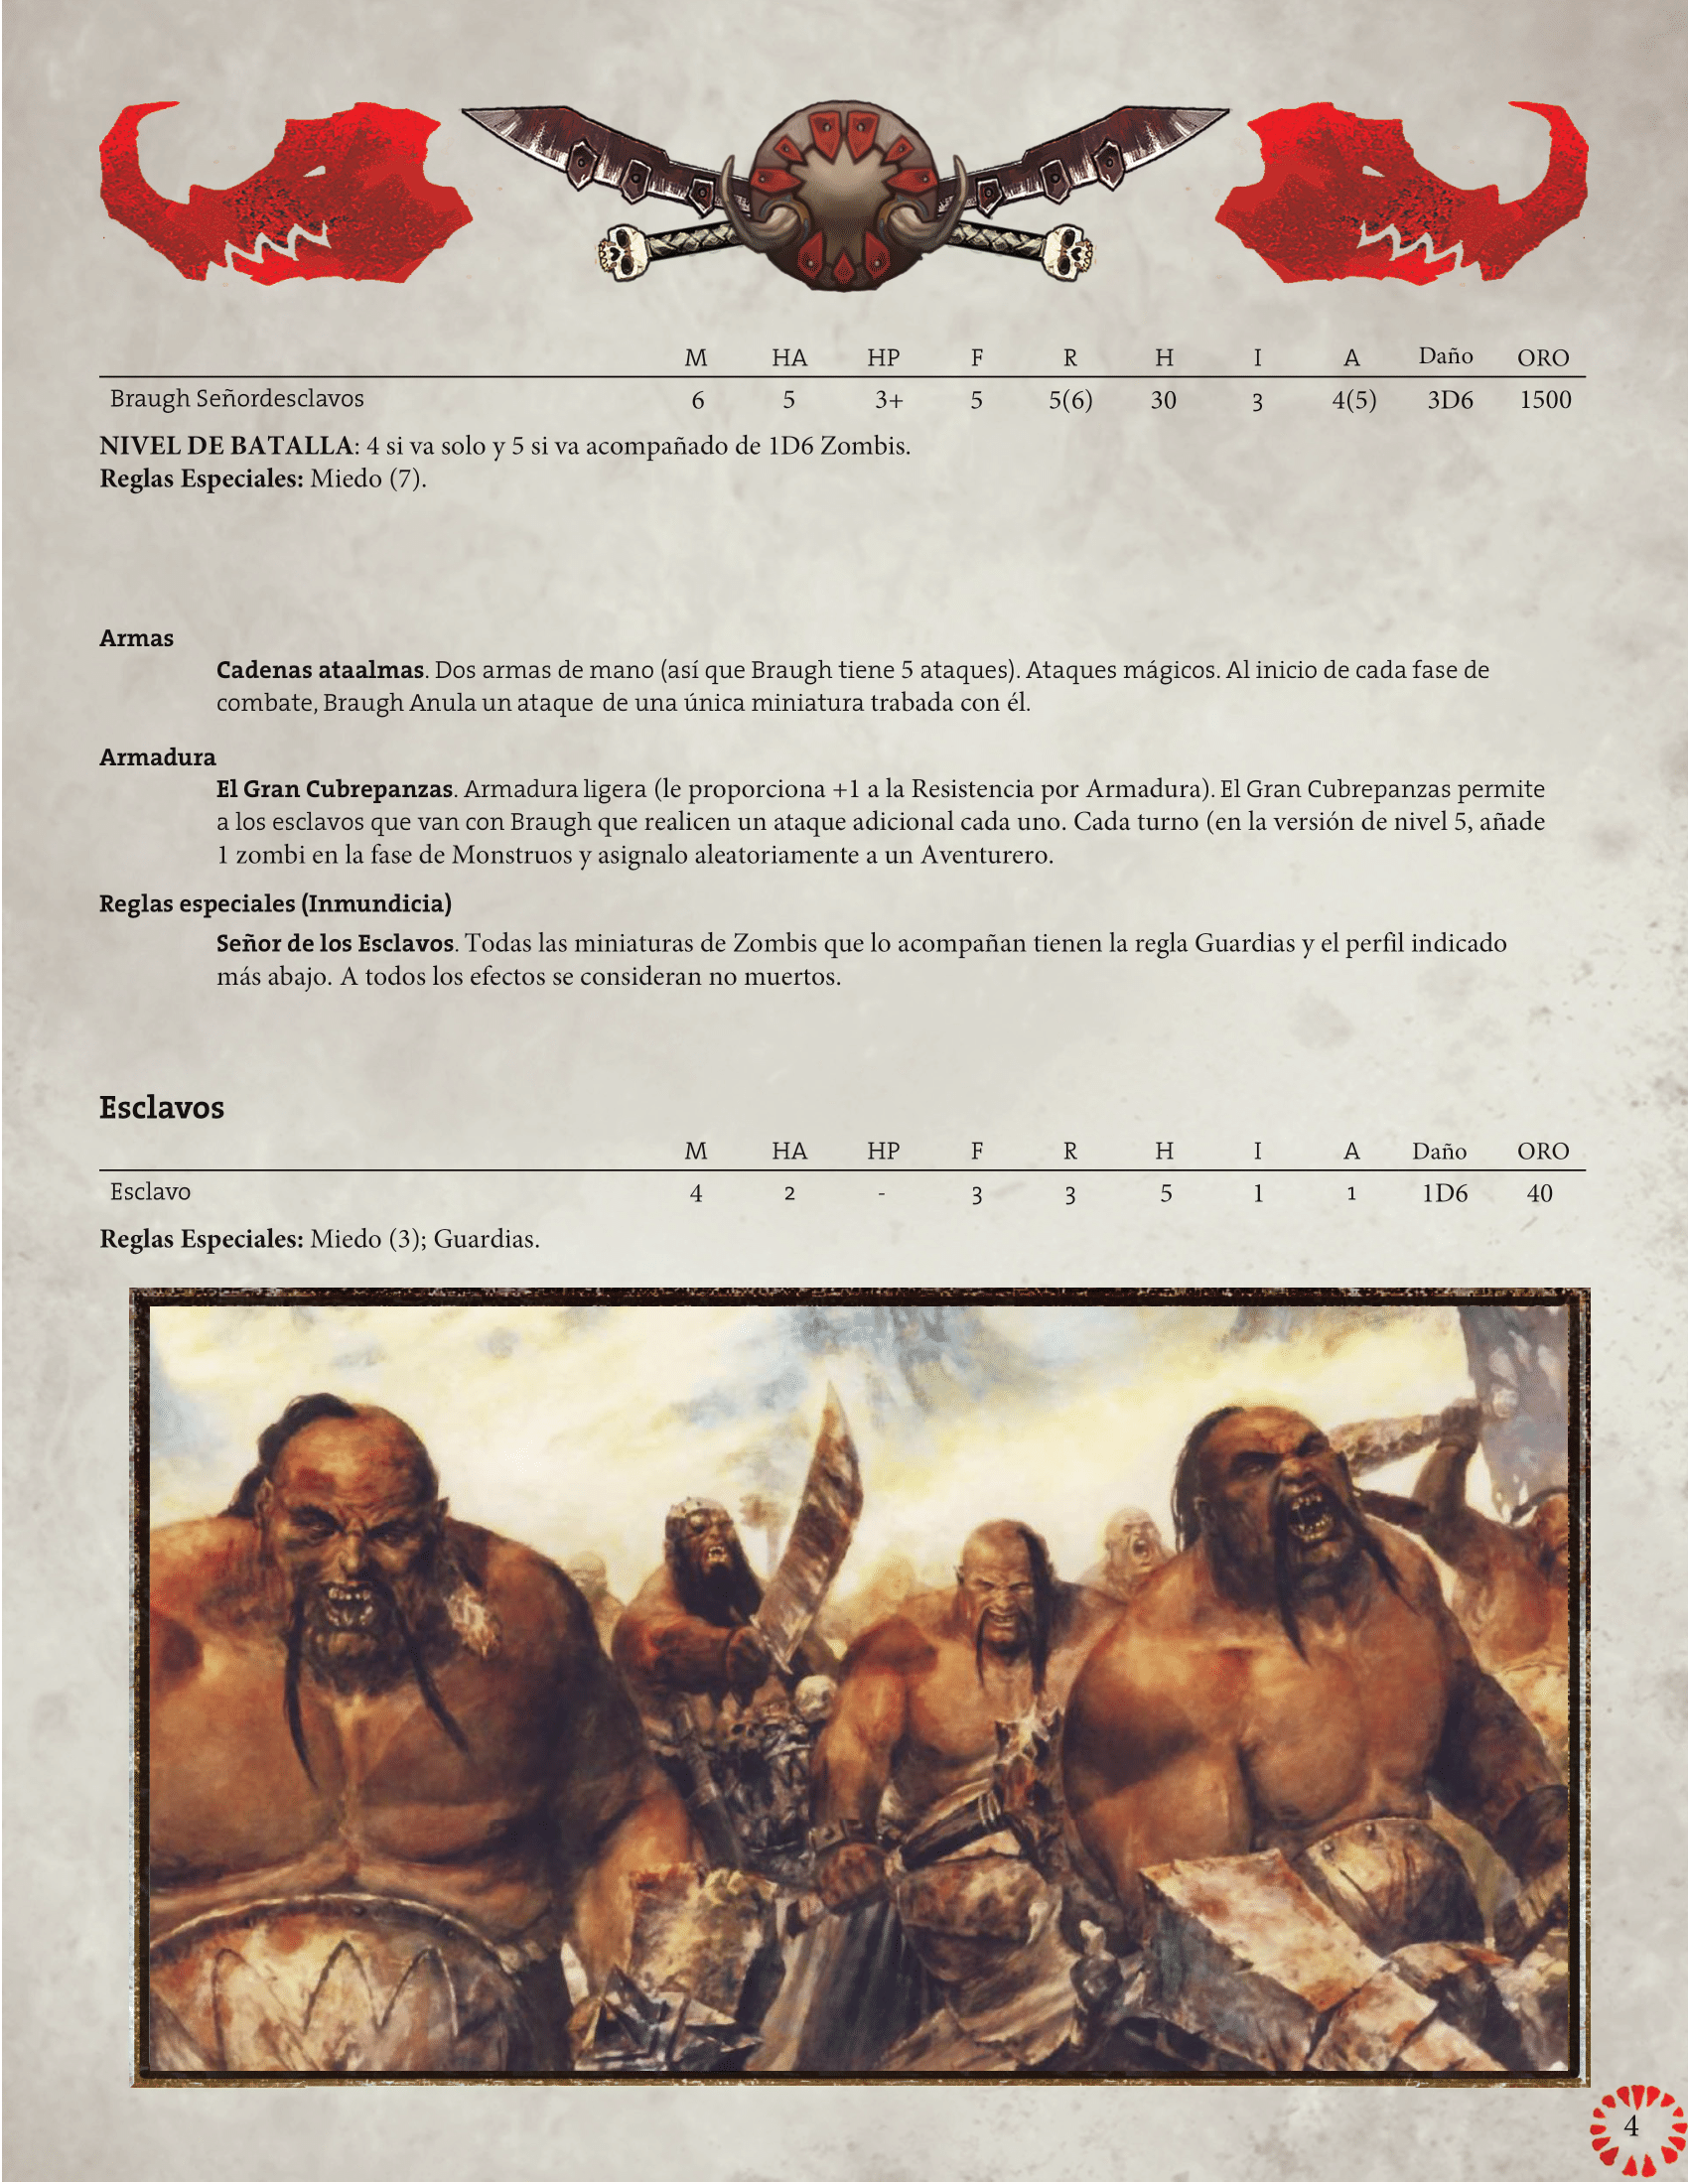 M HA HP F R H I A Daño ORO
Braugh Señordesclavos 6 5 3+ 5 5(6) 30 3 4(5) 3D6 1500
NIVEL DE BATALLA: 4 si va solo y 5 si va acompañado de 1D6 Zombis.
Reglas Especiales: Miedo (7).
Armas
Cadenas ataalmas. Dos armas de mano (así que Braugh tiene 5 ataques). Ataques mágicos. Al inicio de cada fase de
combate, Braugh Anula un ataque de una única miniatura trabada con él.
Armadura
El Gran Cubrepanzas. Armadura ligera (le proporciona +1 a la Resistencia por Armadura). El Gran Cubrepanzas permite
a los esclavos que van con Braugh que realicen un ataque adicional cada uno. Cada turno (en la versión de nivel 5, añade
1 zombi en la fase de Monstruos y asignalo aleatoriamente a un Aventurero.
Reglas especiales (Inmundicia)
Señor de los Esclavos. Todas las miniaturas de Zombis que lo acompañan tienen la regla Guardias y el perfil indicado
más abajo. A todos los efectos se consideran no muertos.
Esclavos
M HA HP F R H I A Daño ORO
Esclavo 4 2 - 3 3 5 1 1 1D6 40
Reglas Especiales: Miedo (3); Guardias.
4